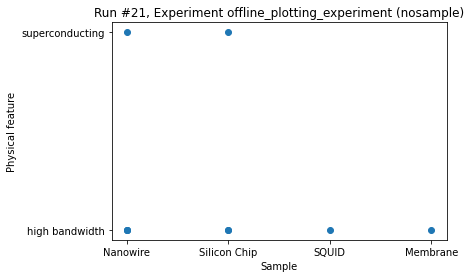 Run #21, Experiment offline_plotting_experiment (nosample)
superconducting
Physical feature
high bandwidth
Nanowire Silicon Chip SQUID Membrane
Sample